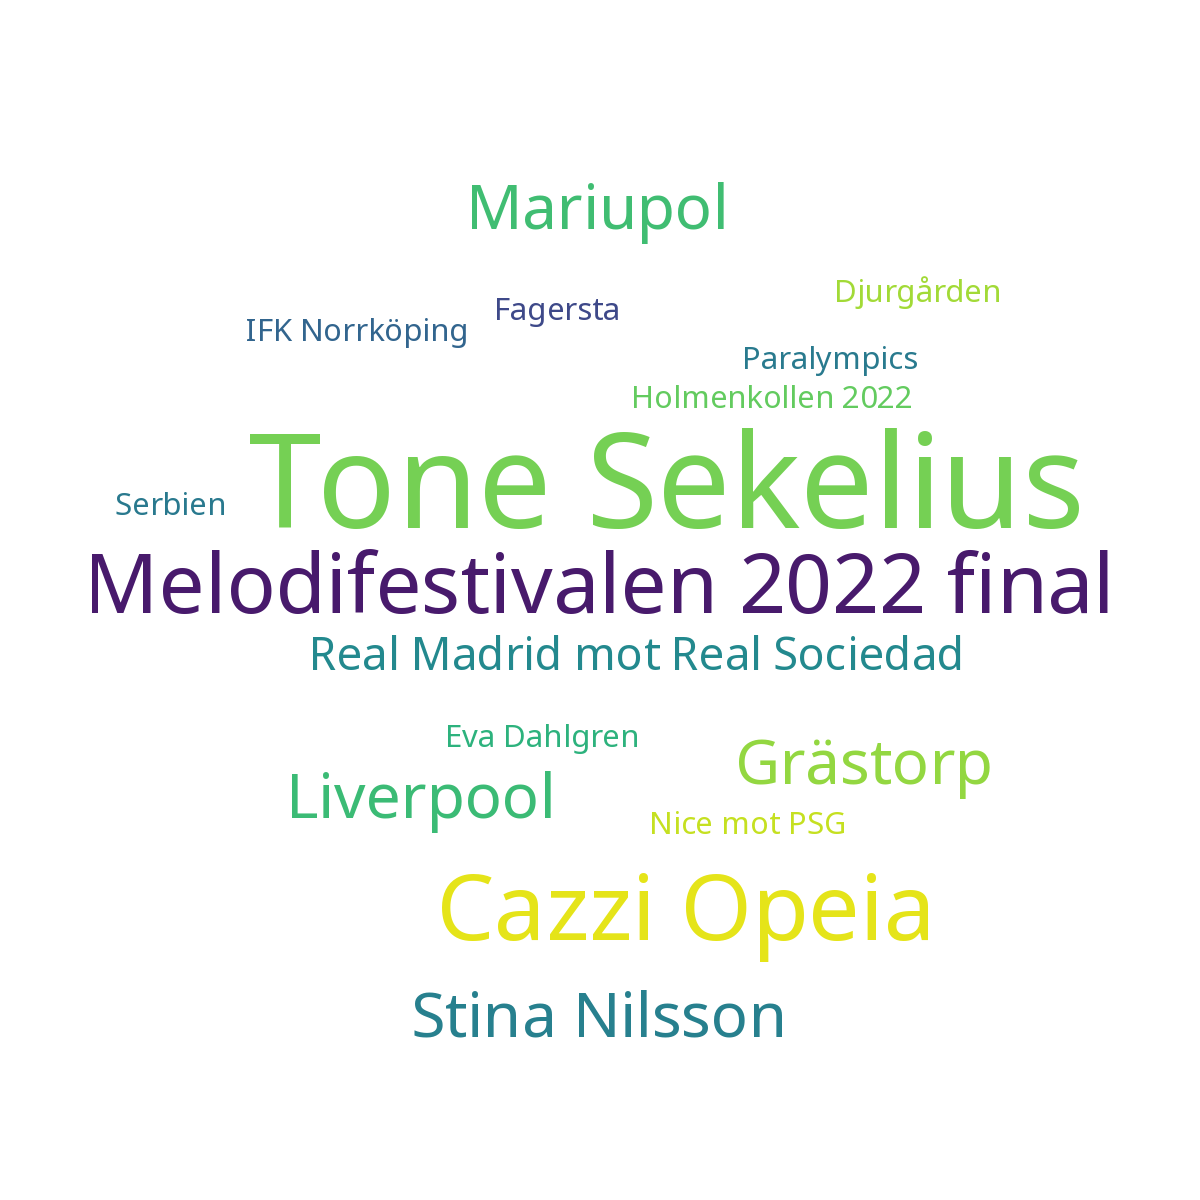 Mariupol
Djurgården
Fagersta
IFK Norrköping
Paralympics
Holmenkollen 2022
Tone Sekelius
Serbien
Melodifestivalen 2022 final
Real Madrid mot Real Sociedad
Eva Dahlgren
Grästorp
Liverpool
Nice mot PSG
Cazzi Opeia
Stina Nilsson